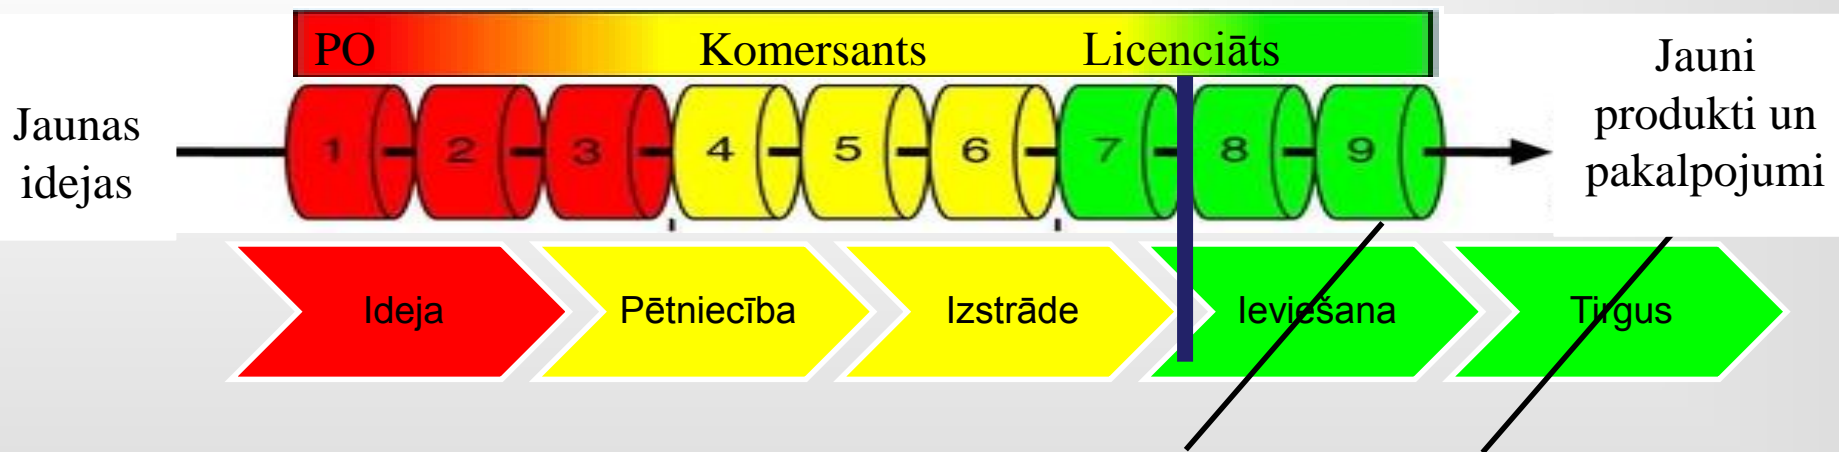 PO Komersants Licenciāts
Jaunas
idejas
1 2 3 4 5 6 7 8 9
Jauni
produkti un
pakalpojumi
Ideja Pētniecība Izstrāde Ieviešana Tirgus